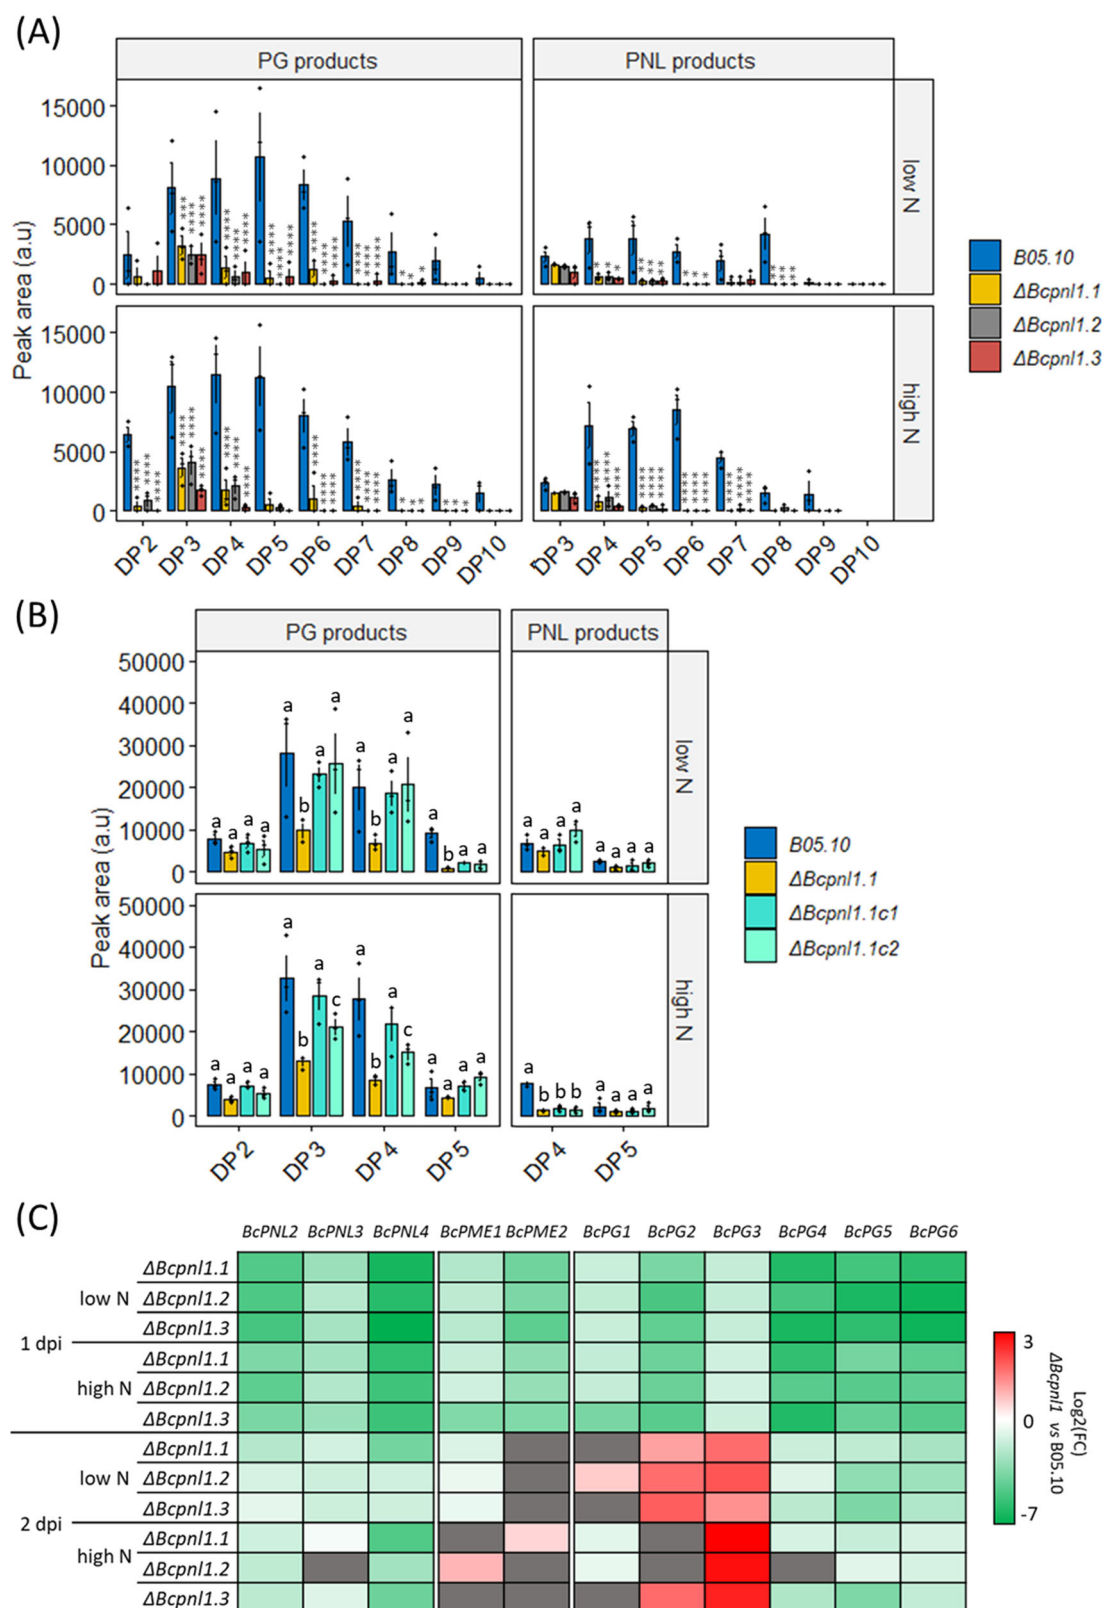 (A)
PG products
PNL products
15000
10000
5000
0
low N
Peak area (a.u)
15000
10000
5000
0
high N
DP2 DP3 DP4 DP5 DP6 DP7 DP8 DP9 DP10
DP3 DP4 DP5 DP6 DP7 DP8 DP9 DP10
B05.10
ΔBcpnl1.1
ΔBcpnl1.2
ΔBcpnl1.3
(B)
PG products
PNL products
50000
40000
30000
20000
10000
0
a a a a
a b a a
a b a a
a b a a
a a a a
a a a a
low N
Peak area (a.u)
50000
40000
30000
20000
10000
0
a a a a
a b a c
a b a c
a a a a
a b b b
a a a a
high N
DP2 DP3 DP4 DP5
DP4 DP5
B05.10
ΔBcpnl1.1
ΔBcpnl1.1c1
ΔBcpnl1.1c2
(C)
BcPNL2 BcPNL3 BcPNL4 BcPME1 BcPME2 BcPG1 BcPG2 BcPG3 BcPG4 BcPG5 BcPG6
1 dpi
low N
ΔBcpnl1.1
ΔBcpnl1.2
ΔBcpnl1.3
high N
ΔBcpnl1.1
ΔBcpnl1.2
ΔBcpnl1.3
2 dpi
low N
ΔBcpnl1.1
ΔBcpnl1.2
ΔBcpnl1.3
high N
ΔBcpnl1.1
ΔBcpnl1.2
ΔBcpnl1.3
3
0
-7
Log2(FC)
ΔBcpnl1 vs B05.10